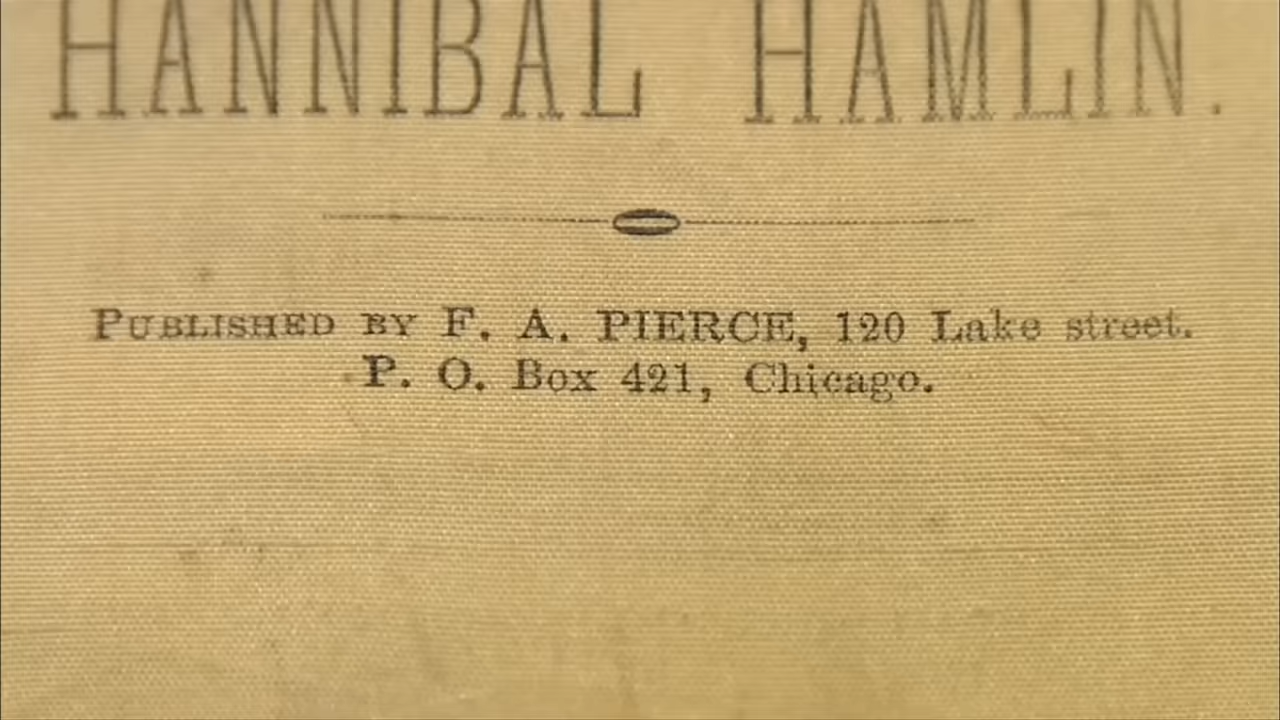 HANNIBAL HAMLIN.
PUBLISHED BY F. A. PIERCE, 120 Lake street.
P. O. Box 421, Chicago.